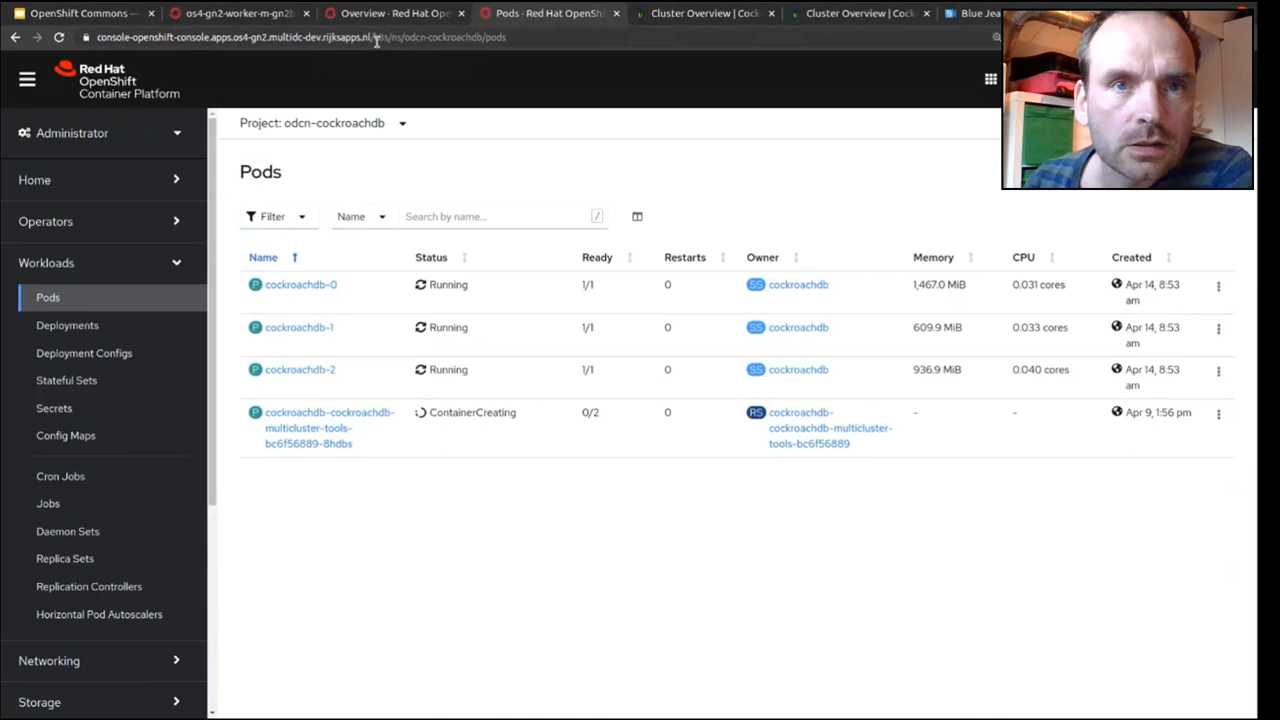 OpenShift Commons —
os4-gn2-worker-m-gn2b
Overview - Red Hat Ope
Pods - Red Hat OpenShi
Cluster Overview | Cock
Cluster Overview | Cock
Blue Jea
console-openshift-console.apps.os4-gn2.multidc-dev.rijksapps.nl/k8s/ns/odcn-cockroachdb/pods
Red Hat
OpenShift
Container Platform
Administrator
Home
Operators
Workloads
Pods
Deployments
Deployment Configs
Stateful Sets
Secrets
Config Maps
Cron Jobs
Jobs
Daemon Sets
Replica Sets
Replication Controllers
Horizontal Pod Autoscalers
Networking
Storage
Project: odcn-cockroachdb
Pods
Filter Name Search by name... /
Name Status Ready Restarts Owner Memory CPU Created
P cockroachdb-0 Running 1/1 0 SS cockroachdb 1,467.0 MiB 0.031 cores Apr 14, 8:53
am
P cockroachdb-1 Running 1/1 0 SS cockroachdb 609.9 MiB 0.033 cores Apr 14, 8:53
am
P cockroachdb-2 Running 1/1 0 SS cockroachdb 936.9 MiB 0.040 cores Apr 14, 8:53
am
P cockroachdb-cockroachdb- ContainerCreating 0/2 0 RS cockroachdb- - - Apr 9, 1:56 pm
multicluster-tools- cockroachdb-multicluster-
bc6f56889-8hdbs tools-bc6f56889